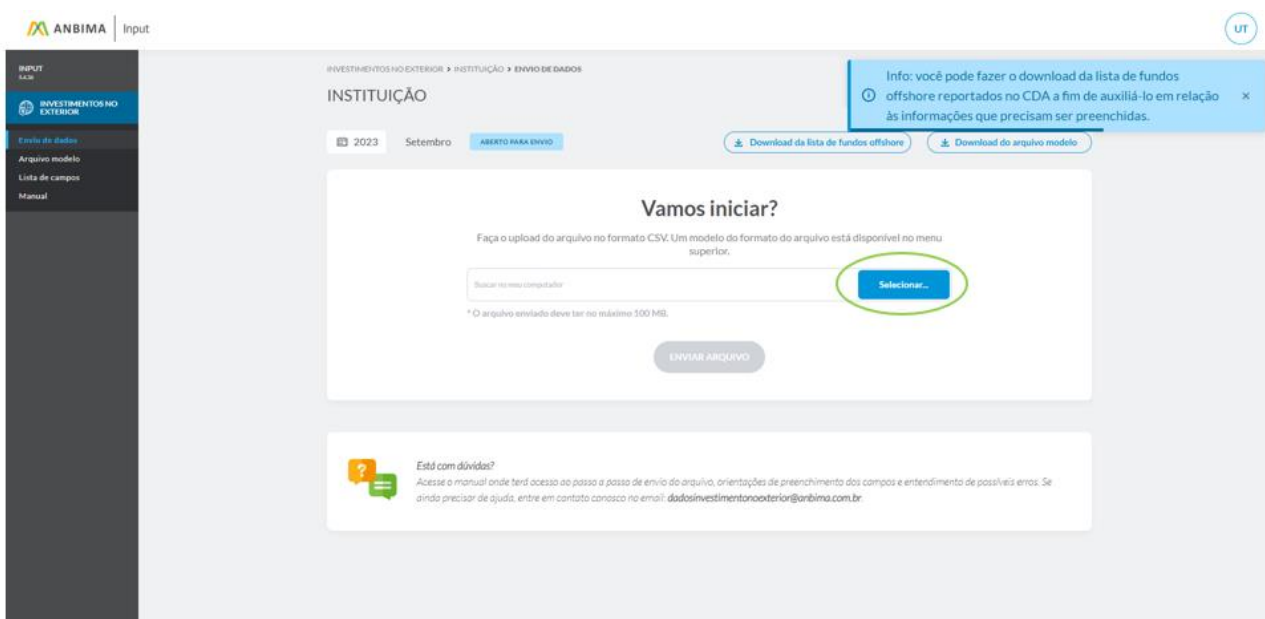 ANBIMA Input
UT
INPUT
INVESTIMENTOS NO
EXTERIOR
Envio de dados
Arquivo modelo
Lista de campos
Manual
INVESTIMENTOS NO EXTERIOR > INSTITUIÇÃO > ENVIO DE DADOS
INSTITUIÇÃO
Info: você pode fazer o download da lista de fundos
offshore reportados no CDA a fim de auxiliá-lo em relação
às informações que precisam ser preenchidas.
×
2023 Setembro ABERTO PARA ENVIO Download da lista de fundos offshore Download do arquivo modelo
Vamos iniciar?
Faça o upload do arquivo no formato CSV. Um modelo do formato do arquivo está disponível no menu
superior.
Buscar no meu computador
Selecionar...
* O arquivo enviado deve ter no máximo 100 MB.
ENVIAR ARQUIVO
Está com dúvidas?
Acesse o manual onde terá acesso ao passo a passo de envio do arquivo, orientações de preenchimento dos campos e entendimento de possíveis erros. Se
ainda precisar de ajuda, entre em contato conosco no email: dadosinvestimentonoexterior@anbima.com.br.